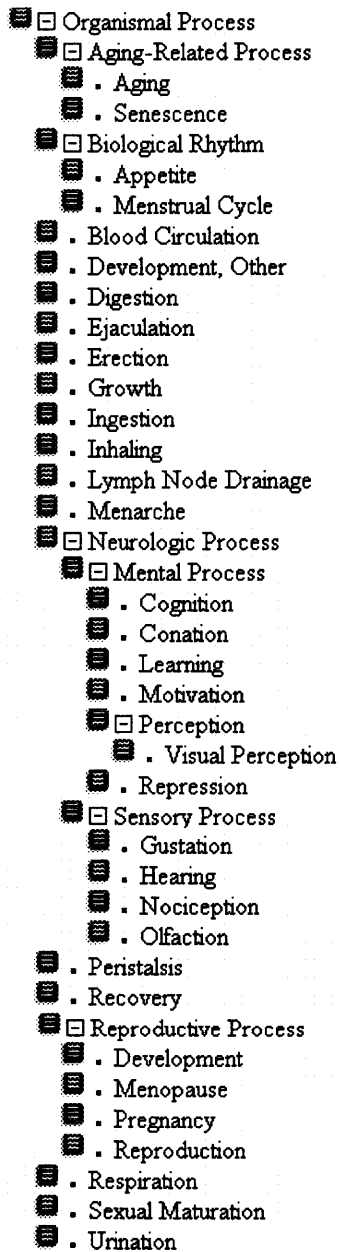 Organismal Process
Aging-Related Process
Aging
Senescence
Biological Rhythm
Appetite
Menstrual Cycle
Blood Circulation
Development, Other
Digestion
Ejaculation
Erection
Growth
Ingestion
Inhaling
Lymph Node Drainage
Menarche
Neurologic Process
Mental Process
Cognition
Conation
Learning
Motivation
Perception
Visual Perception
Repression
Sensory Process
Gustation
Hearing
Nociception
Olfaction
Peristalsis
Recovery
Reproductive Process
Development
Menopause
Pregnancy
Reproduction
Respiration
Sexual Maturation
Urination